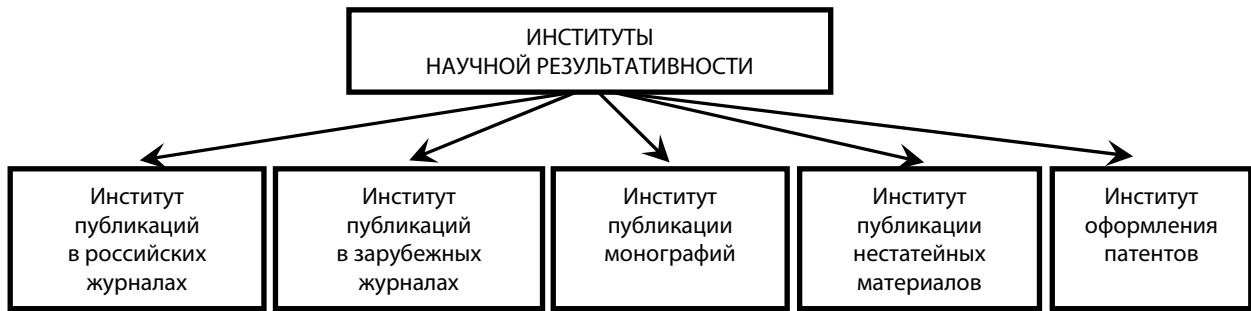 ИНСТИТУТЫ
НАУЧНОЙ РЕЗУЛЬТАТИВНОСТИ
Институт
публикаций
в российских
журналах
Институт
публикаций
в зарубежных
журналах
Институт
публикации
монографий
Институт
публикации
нестатейных
материалов
Институт
оформления
патентов